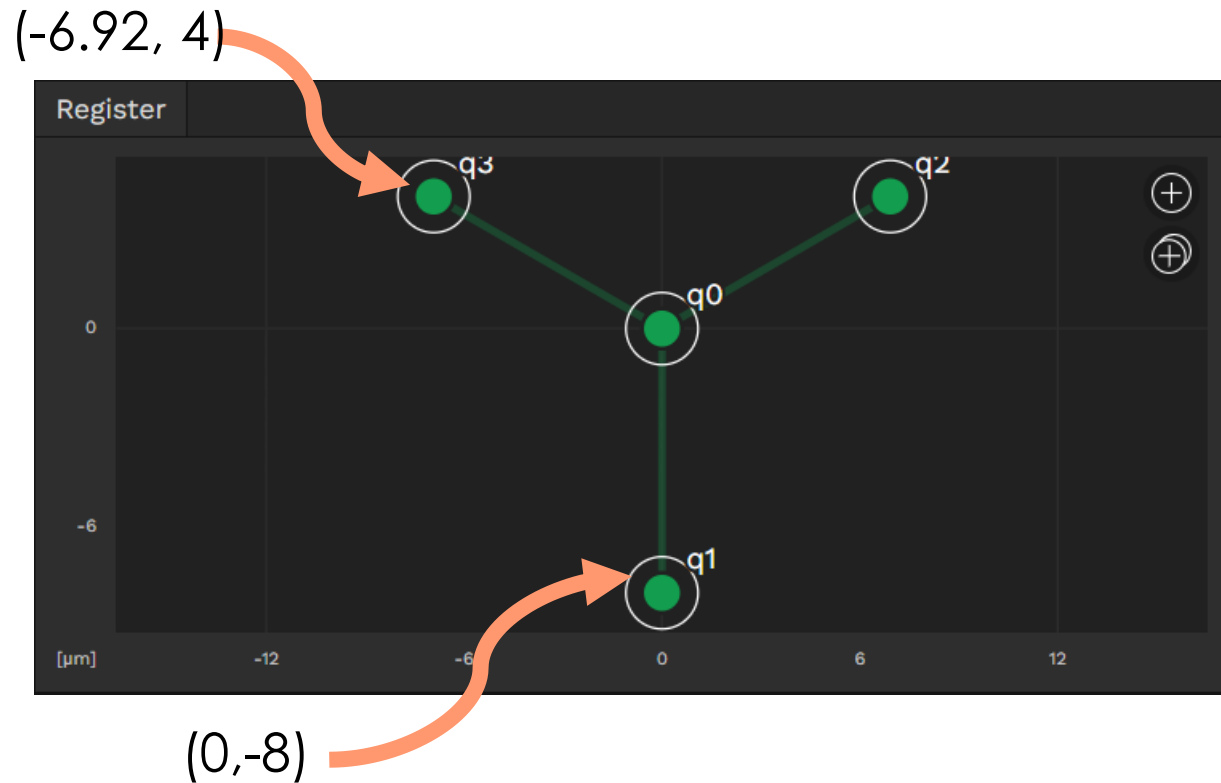 (-6.92, 4)
Register
q3
q2
q0
0
-6
q1
[µm]
-12
-6
0
6
12
(0,-8)